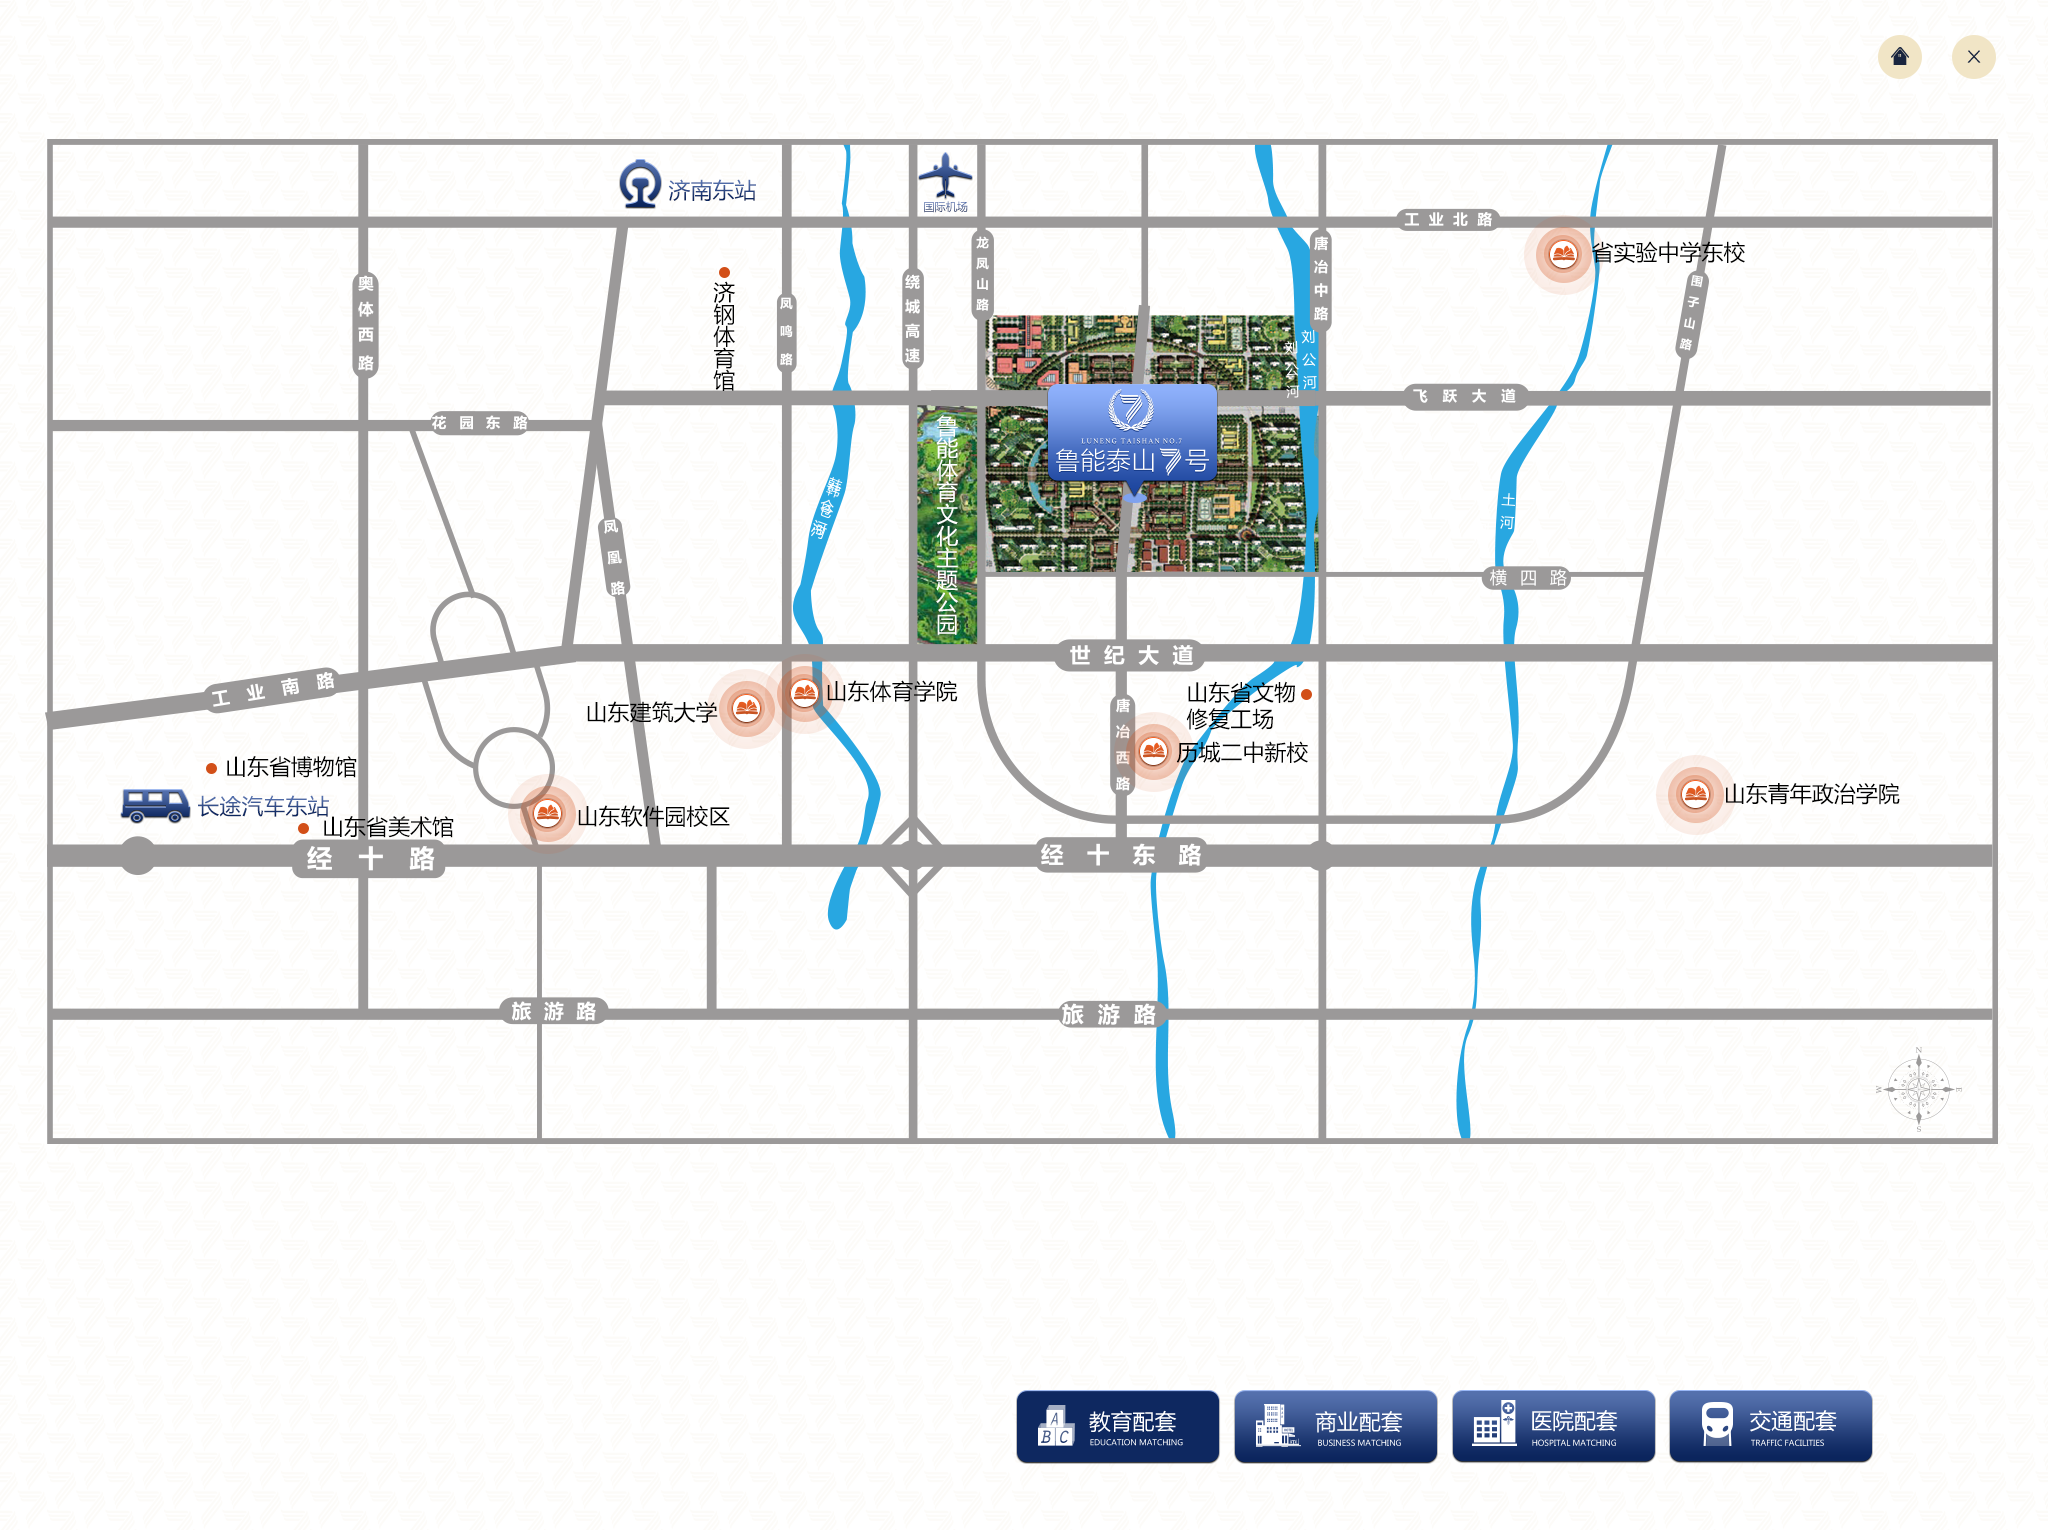 济南东站
国际机场
工业北路
省实验中学东校
奥体西路
济钢体育馆
凤鸣路
绕城高速
龙凤山路
唐冶中路
围子山路
刘公河
刘公河
飞跃大道
花园东路
LUNENG TAISHAN NO.7
鲁能泰山7号
鲁能体育文化主题公园
韩仓河
土河
凤凰路
横四路
世纪大道
工业南路
山东体育学院
山东建筑大学
山东省文物
修复工场
唐冶西路
历城二中新校
山东省博物馆
长途汽车东站
山东省美术馆
山东软件园校区
山东青年政治学院
经十路
经十东路
旅游路
旅游路
N
W
E
S
A
B C
教育配套
EDUCATION MATCHING
商业配套
BUSINESS MATCHING
医院配套
HOSPITAL MATCHING
交通配套
TRAFFIC FACILITIES